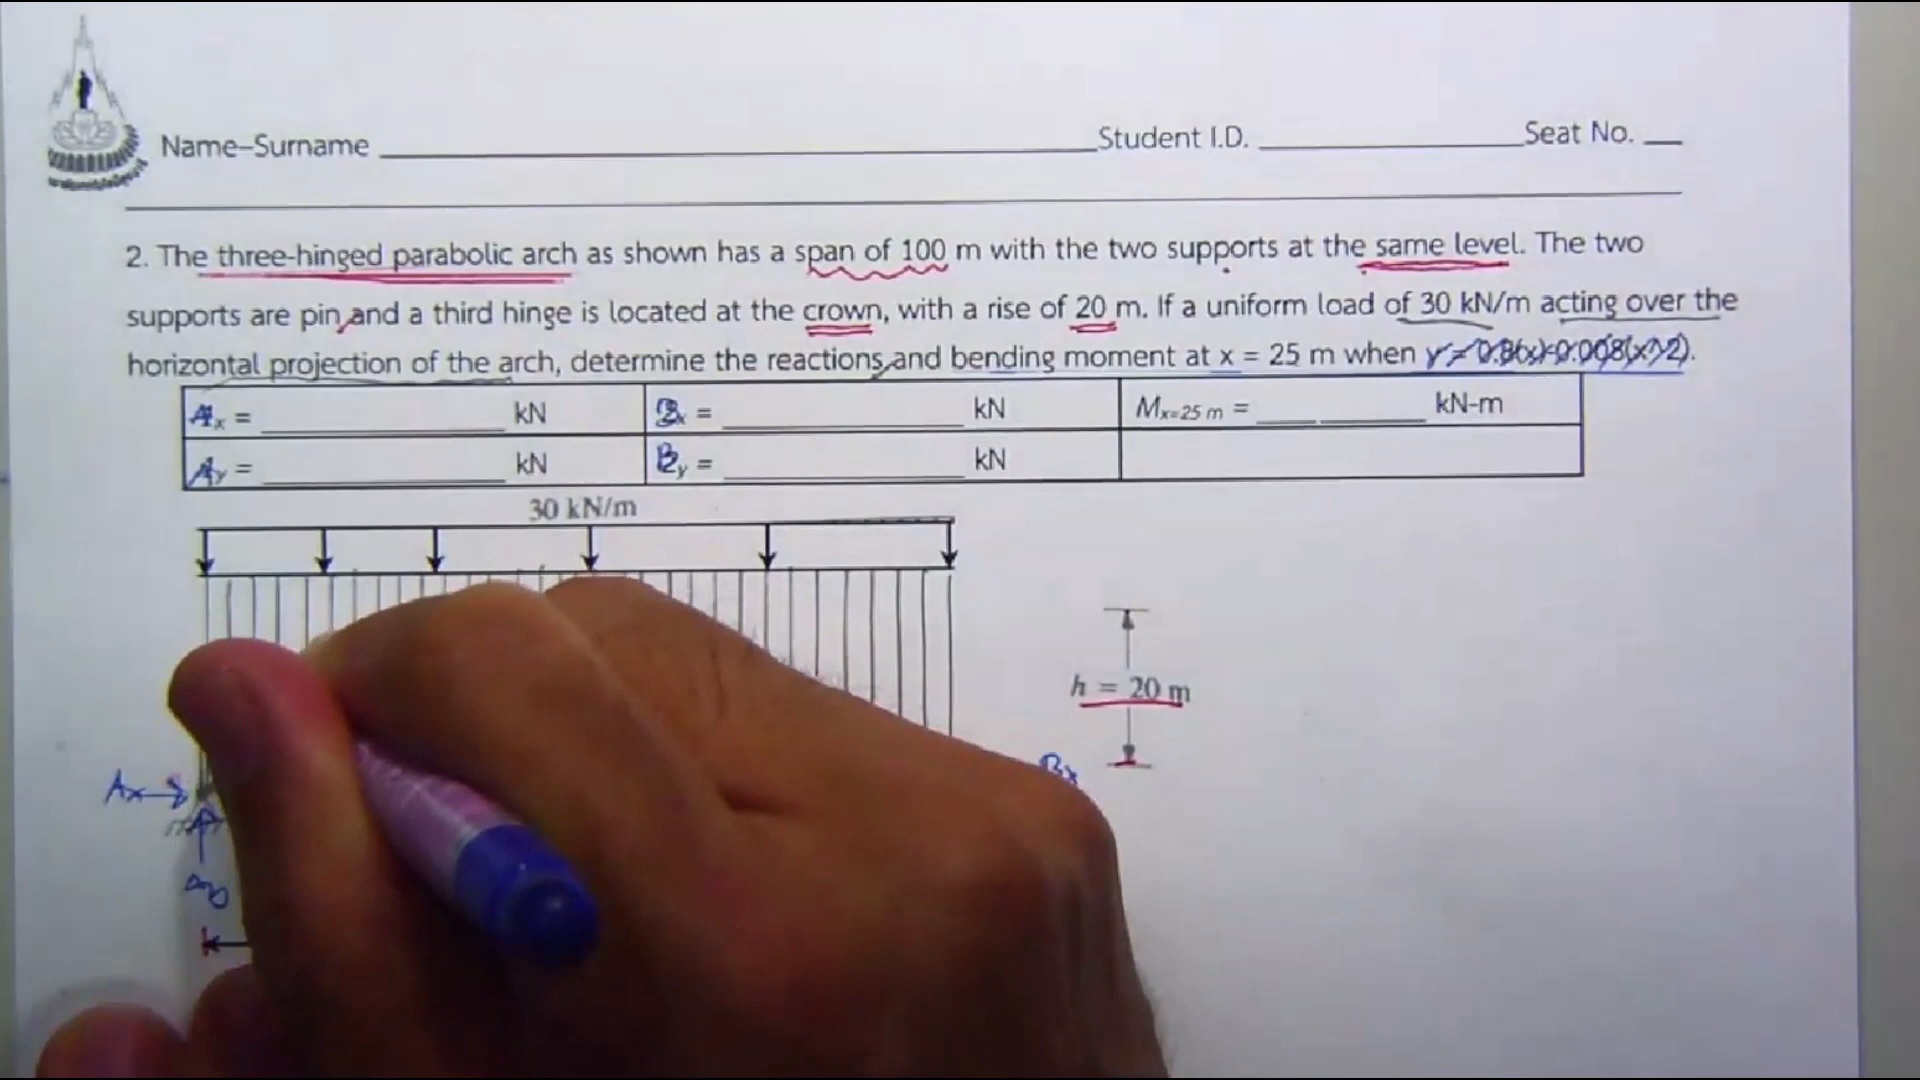 Name–Surname Student I.D. Seat No.
2. The three-hinged parabolic arch as shown has a span of 100 m with the two supports at the same level. The two
supports are pin and a third hinge is located at the crown, with a rise of 20 m. If a uniform load of 30 kN/m acting over the
horizontal projection of the arch, determine the reactions and bending moment at x = 25 m when
Ax = kN Bx = kN Mx=25 m = kN-m
Ay = kN By = kN
30 kN/m
h = 20 m
Bx
Ax